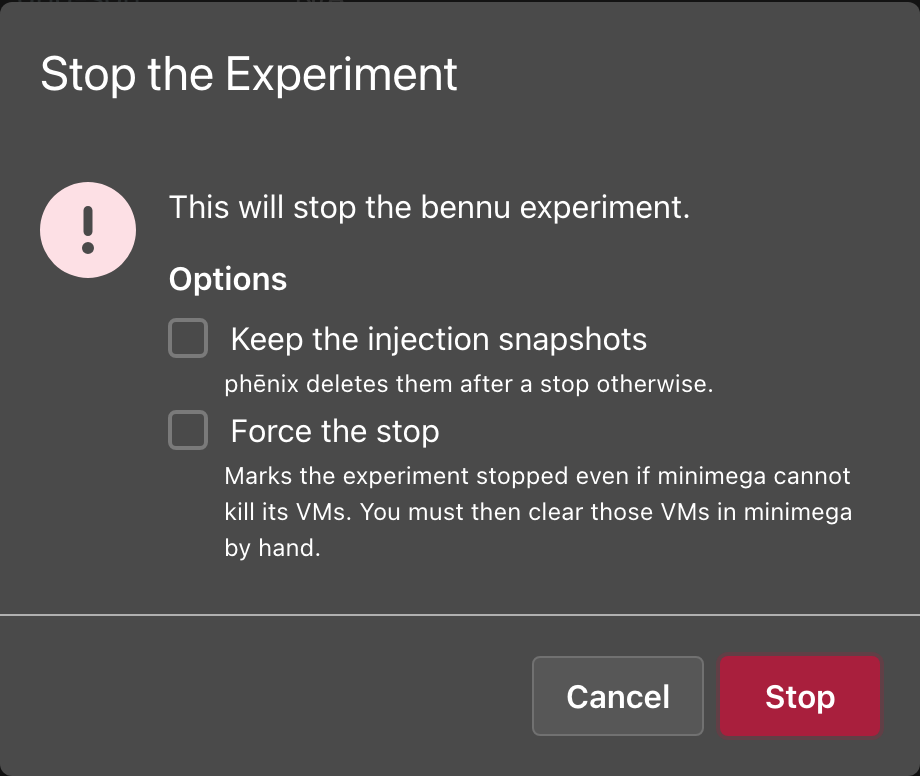 Stop the Experiment
This will stop the bennu experiment.
Options
Keep the injection snapshots
phēnix deletes them after a stop otherwise.
Force the stop
Marks the experiment stopped even if minimega cannot
kill its VMs. You must then clear those VMs in minimega
by hand.
Cancel
Stop